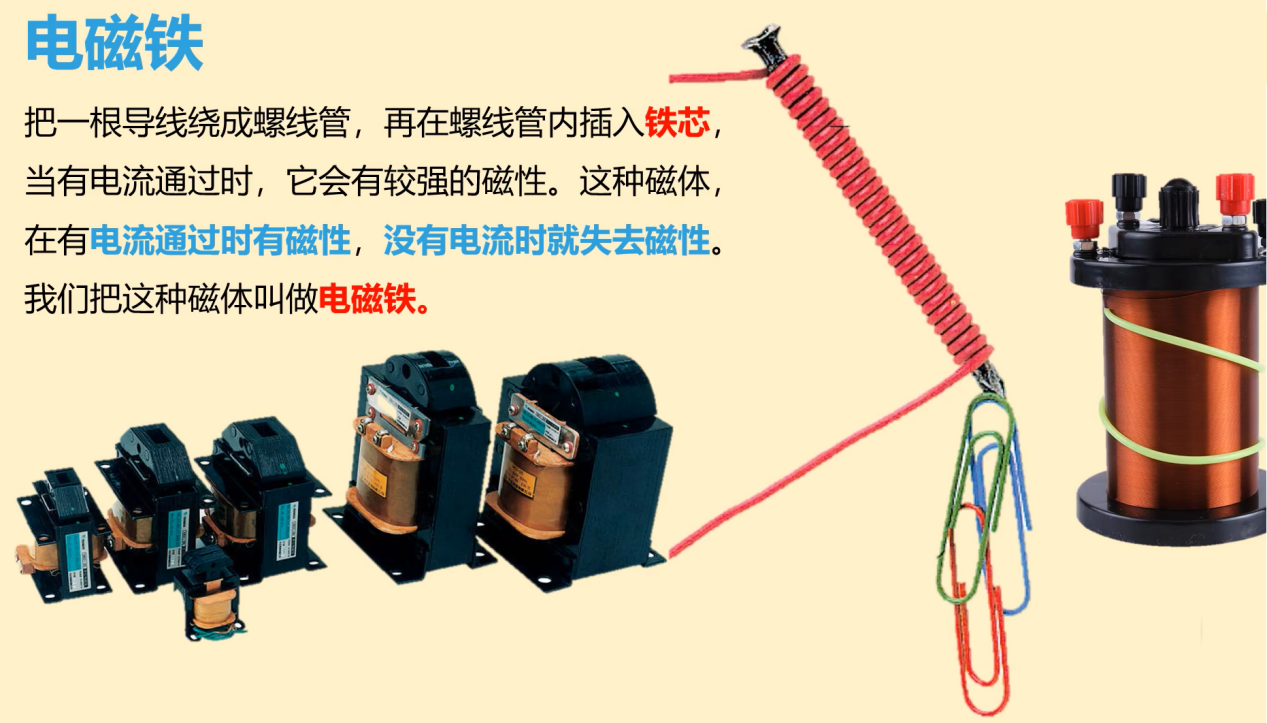 电磁铁
把一根导线绕成螺线管，再在螺线管内插入铁芯，
当有电流通过时，它会有较强的磁性。这种磁体，
在有电流通过时有磁性，没有电流时就失去磁性。
我们把这种磁体叫做电磁铁。